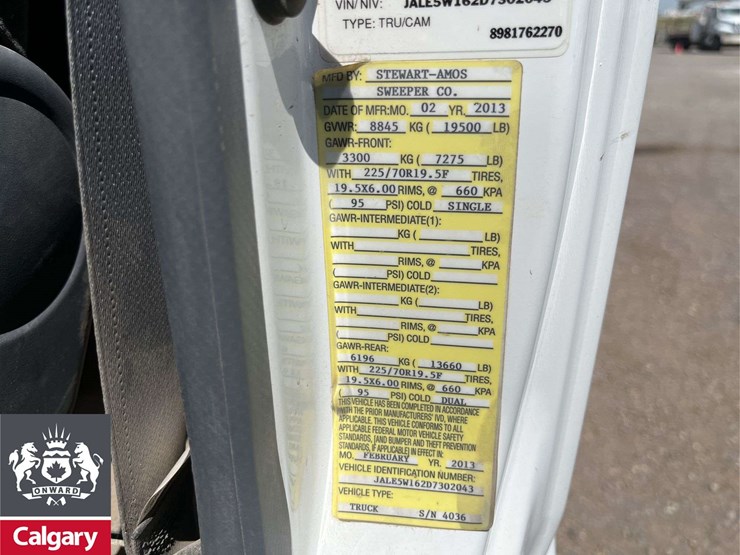 VIN/NIV: JALE5W162D7302043
TYPE: TRU/CAM
8981762270
MFD BY: STEWART-AMOS
SWEEPER CO.
DATE OF MFR:MO. 02 YR. 2013
GVWR: 8845 KG ( 19500 LB)
GAWR-FRONT:
3300 KG ( 7275 LB)
WITH 225/70R19.5F TIRES,
19.5X6.00 RIMS, @ 660 KPA
( 95 PSI) COLD SINGLE
GAWR-INTERMEDIATE(1):
KG ( LB)
WITH TIRES,
RIMS, @ KPA
( PSI) COLD
GAWR-INTERMEDIATE(2):
KG ( LB)
WITH TIRES,
RIMS, @ KPA
( PSI) COLD
GAWR-REAR:
6196 KG ( 13660 LB)
WITH 225/70R19.5F TIRES,
19.5X6.00 RIMS, @ 660 KPA
( 95 PSI) COLD DUAL
THIS VEHICLE HAS BEEN COMPLETED IN ACCORDANCE
WITH THE PRIOR MANUFACTURERS' IVD, WHERE
APPLICABLE. THIS VEHICLE CONFORMS TO ALL
APPLICABLE FEDERAL MOTOR VEHICLE SAFETY
STANDARDS, [AND BUMPER AND THEFT PREVENTION
STANDARDS, IF APPLICABLE] IN EFFECT IN:
MO. FEBRUARY YR. 2013
VEHICLE IDENTIFICATION NUMBER:
JALE5W162D7302043
VEHICLE TYPE:
TRUCK S/N 4036
ONWARD
Calgary